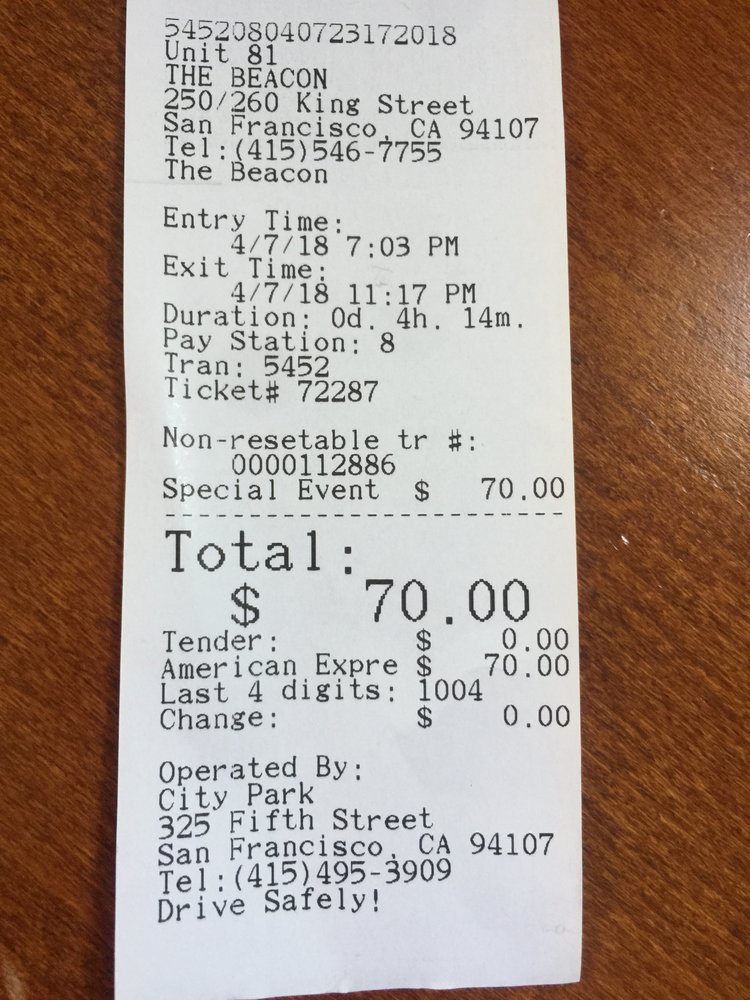 545208040723172018
Unit 81
THE BEACON
250/260 King Street
San Francisco, CA 94107
Tel:(415)546-7755
The Beacon
Entry Time:
4/7/18 7:03 PM
Exit Time:
4/7/18 11:17 PM
Duration: 0d. 4h. 14m.
Pay Station: 8
Tran: 5452
Ticket# 72287
Non-resetable tr #:
0000112886
Special Event $ 70.00
------------------------
Total:
$ 70.00
Tender: $ 0.00
American Expre $ 70.00
Last 4 digits: 1004
Change: $ 0.00
Operated By:
City Park
325 Fifth Street
San Francisco, CA 94107
Tel:(415)495-3909
Drive Safely!